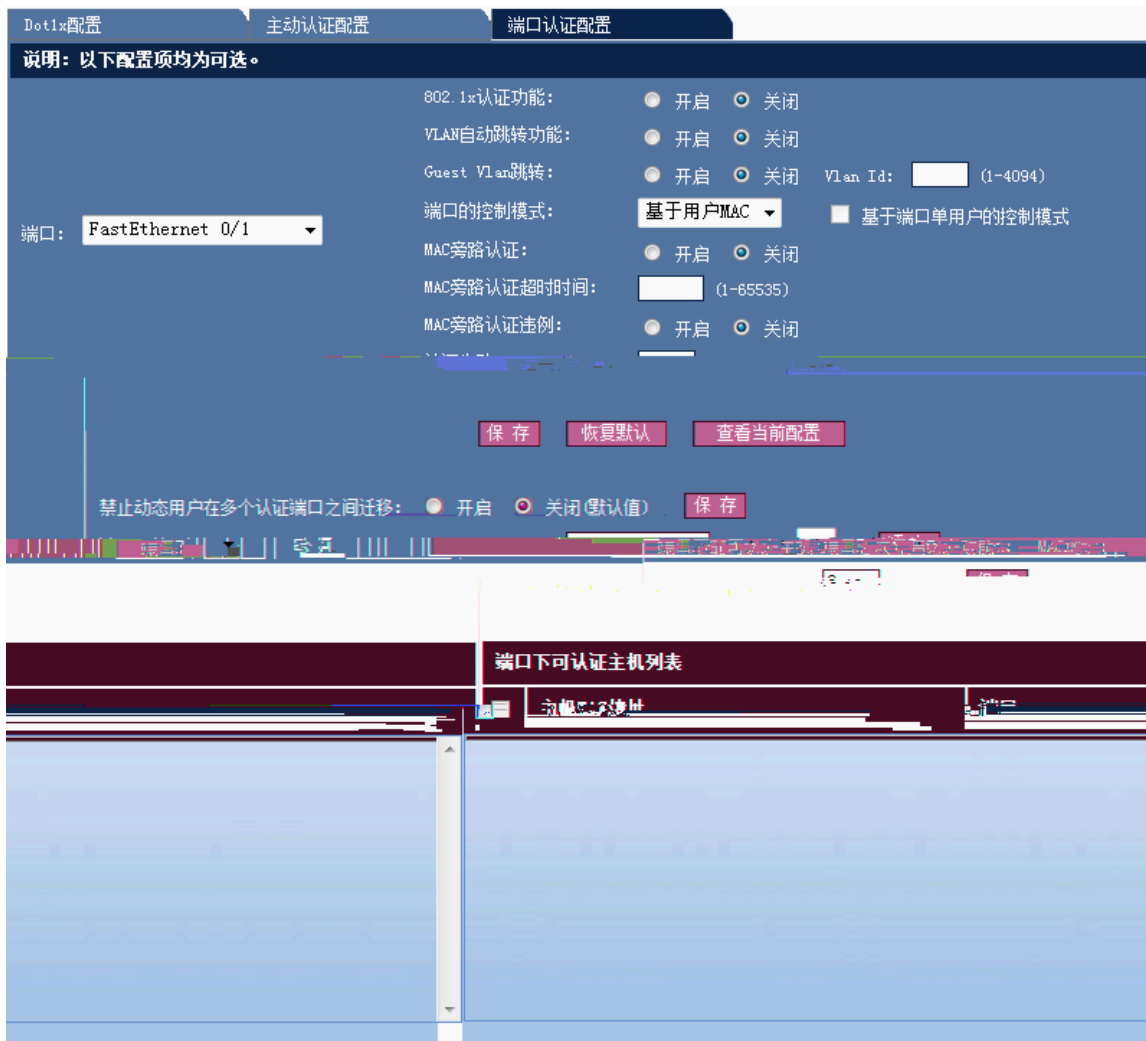 Dot1x配置 主动认证配置 端口认证配置
说明：以下配置项均为可选。
802.1x认证功能： 开启 关闭
VLAN自动跳转功能： 开启 关闭
Guest Vlan跳转： 开启 关闭 Vlan Id: (1-4094)
端口的控制模式： 基于用户MAC 基于端口单用户的控制模式
端口： FastEthernet 0/1
MAC旁路认证： 开启 关闭
MAC旁路认证超时时间： (1-65535)
MAC旁路认证违例： 开启 关闭
保 存 恢复默认 查看当前配置
禁止动态用户在多个认证端口之间迁移： 开启 关闭(默认值) 保 存
端口下可认证主机列表